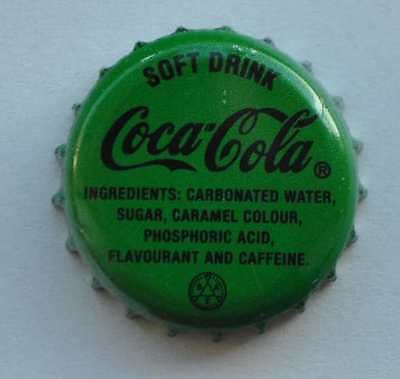 SOFT DRINK
Coca-Cola®
INGREDIENTS: CARBONATED WATER,
SUGAR, CARAMEL COLOUR,
PHOSPHORIC ACID,
FLAVOURANT AND CAFFEINE.